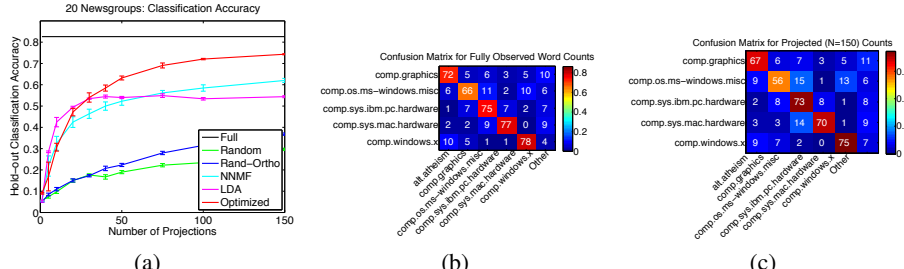 20 Newsgroups: Classification Accuracy
Hold-out Classification Accuracy
0.8
0.7
0.6
0.5
0.4
0.3
0.2
0.1
0
0 50 100 150
Number of Projections
Full
Random
Rand-Ortho
NNMF
LDA
Optimized
(a)
Confusion Matrix for Fully Observed Word Counts
comp.graphics 72 5 6 3 5 10
comp.os.ms-windows.misc 6 66 11 2 10 6
comp.sys.ibm.pc.hardware 1 7 75 7 2 7
comp.sys.mac.hardware 2 2 9 77 0 9
comp.windows.x 10 5 1 1 78 4
alt.atheism
comp.graphics
comp.os.ms-windows.misc
comp.sys.ibm.pc.hardware
comp.sys.mac.hardware
comp.windows.x
Other
0.8
0.6
0.4
0.2
0
(b)
Confusion Matrix for Projected (N=150) Counts
comp.graphics 67 6 7 3 5 11
comp.os.ms-windows.misc 9 56 15 1 13 6
comp.sys.ibm.pc.hardware 2 8 73 8 1 8
comp.sys.mac.hardware 3 3 14 70 1 9
comp.windows.x 9 7 2 0 75 7
alt.atheism
comp.graphics
comp.os.ms-windows.misc
comp.sys.ibm.pc.hardware
comp.sys.mac.hardware
comp.windows.x
Other
0.8
0.6
0.4
0.2
0
(c)